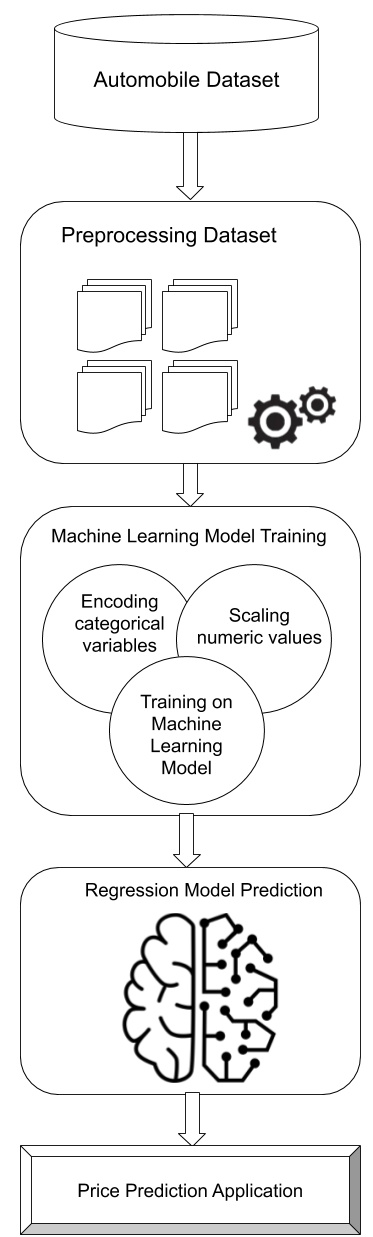 Automobile Dataset
Preprocessing Dataset
Machine Learning Model Training
Encoding
categorical
variables
Scaling
numeric values
Training on
Machine
Learning
Model
Regression Model Prediction
Price Prediction Application